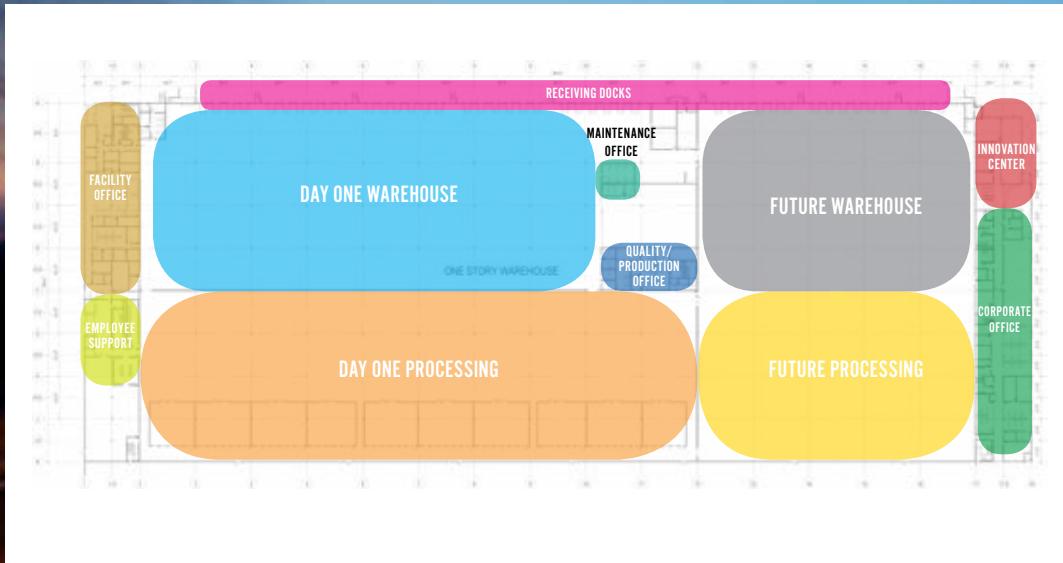 RECEIVING DOCKS
MAINTENANCE
OFFICE
INNOVATION
CENTER
FACILITY
OFFICE
DAY ONE WAREHOUSE
FUTURE WAREHOUSE
QUALITY/
PRODUCTION
OFFICE
ONE STORY WAREHOUSE
CORPORATE
OFFICE
EMPLOYEE
SUPPORT
DAY ONE PROCESSING
FUTURE PROCESSING